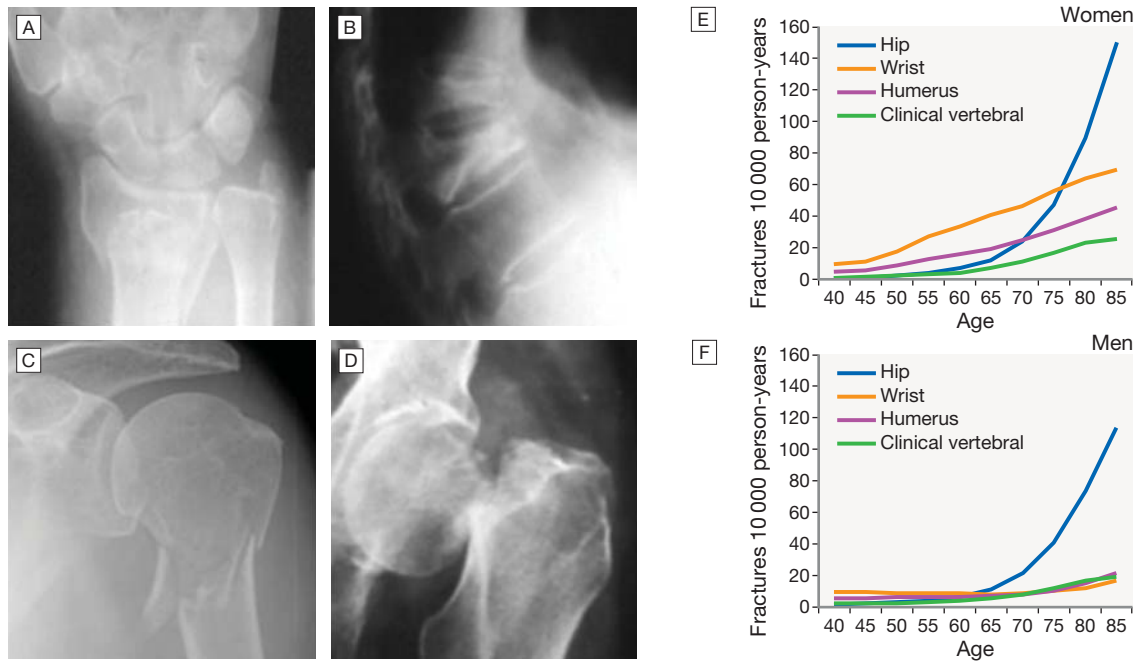 A
B
C
D
E
Women
Fractures 10 000 person-years
160
140
120
100
80
60
40
20
0
Hip
Wrist
Humerus
Clinical vertebral
40 45 50 55 60 65 70 75 80 85
Age
F
Men
Fractures 10 000 person-years
160
140
120
100
80
60
40
20
0
Hip
Wrist
Humerus
Clinical vertebral
40 45 50 55 60 65 70 75 80 85
Age